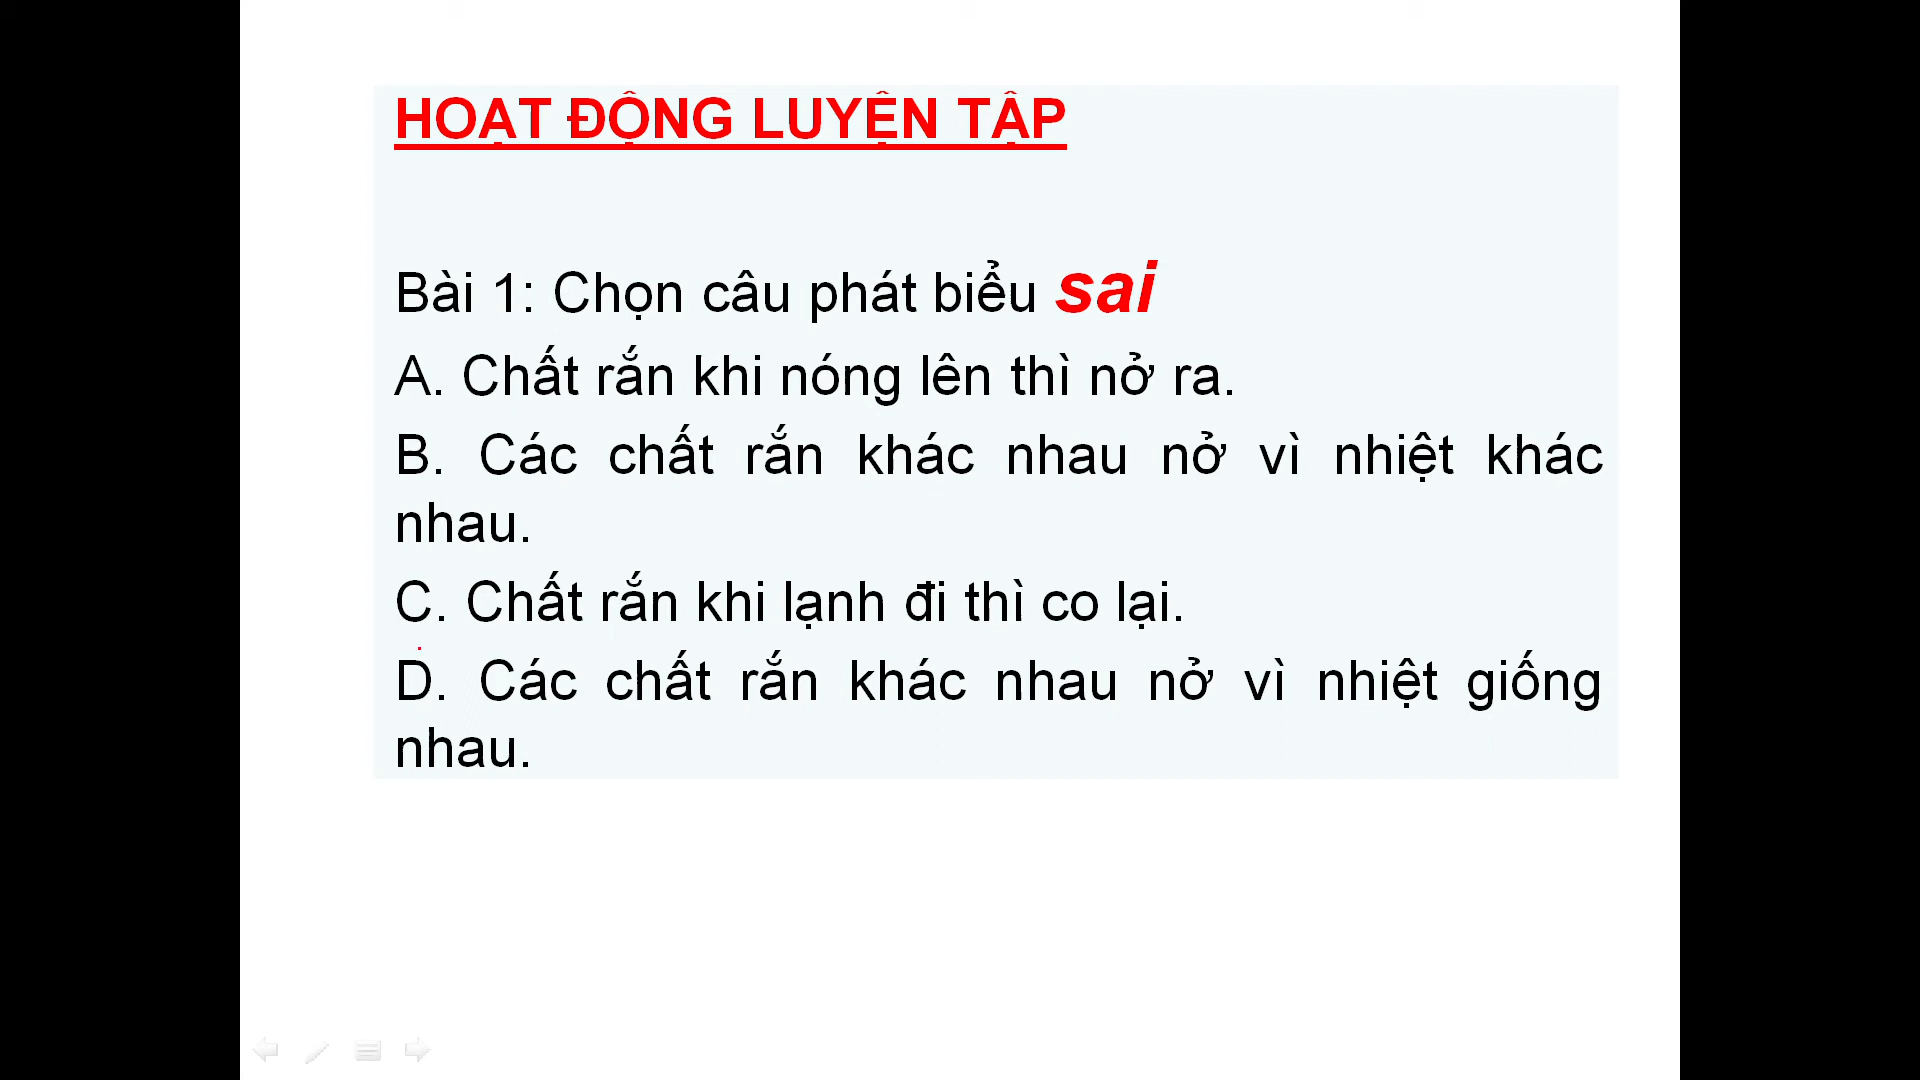 HOẠT ĐỘNG LUYỆN TẬP
Bài 1: Chọn câu phát biểu sai
A. Chất rắn khi nóng lên thì nở ra.
B. Các chất rắn khác nhau nở vì nhiệt khác
nhau.
C. Chất rắn khi lạnh đi thì co lại.
D. Các chất rắn khác nhau nở vì nhiệt giống
nhau.